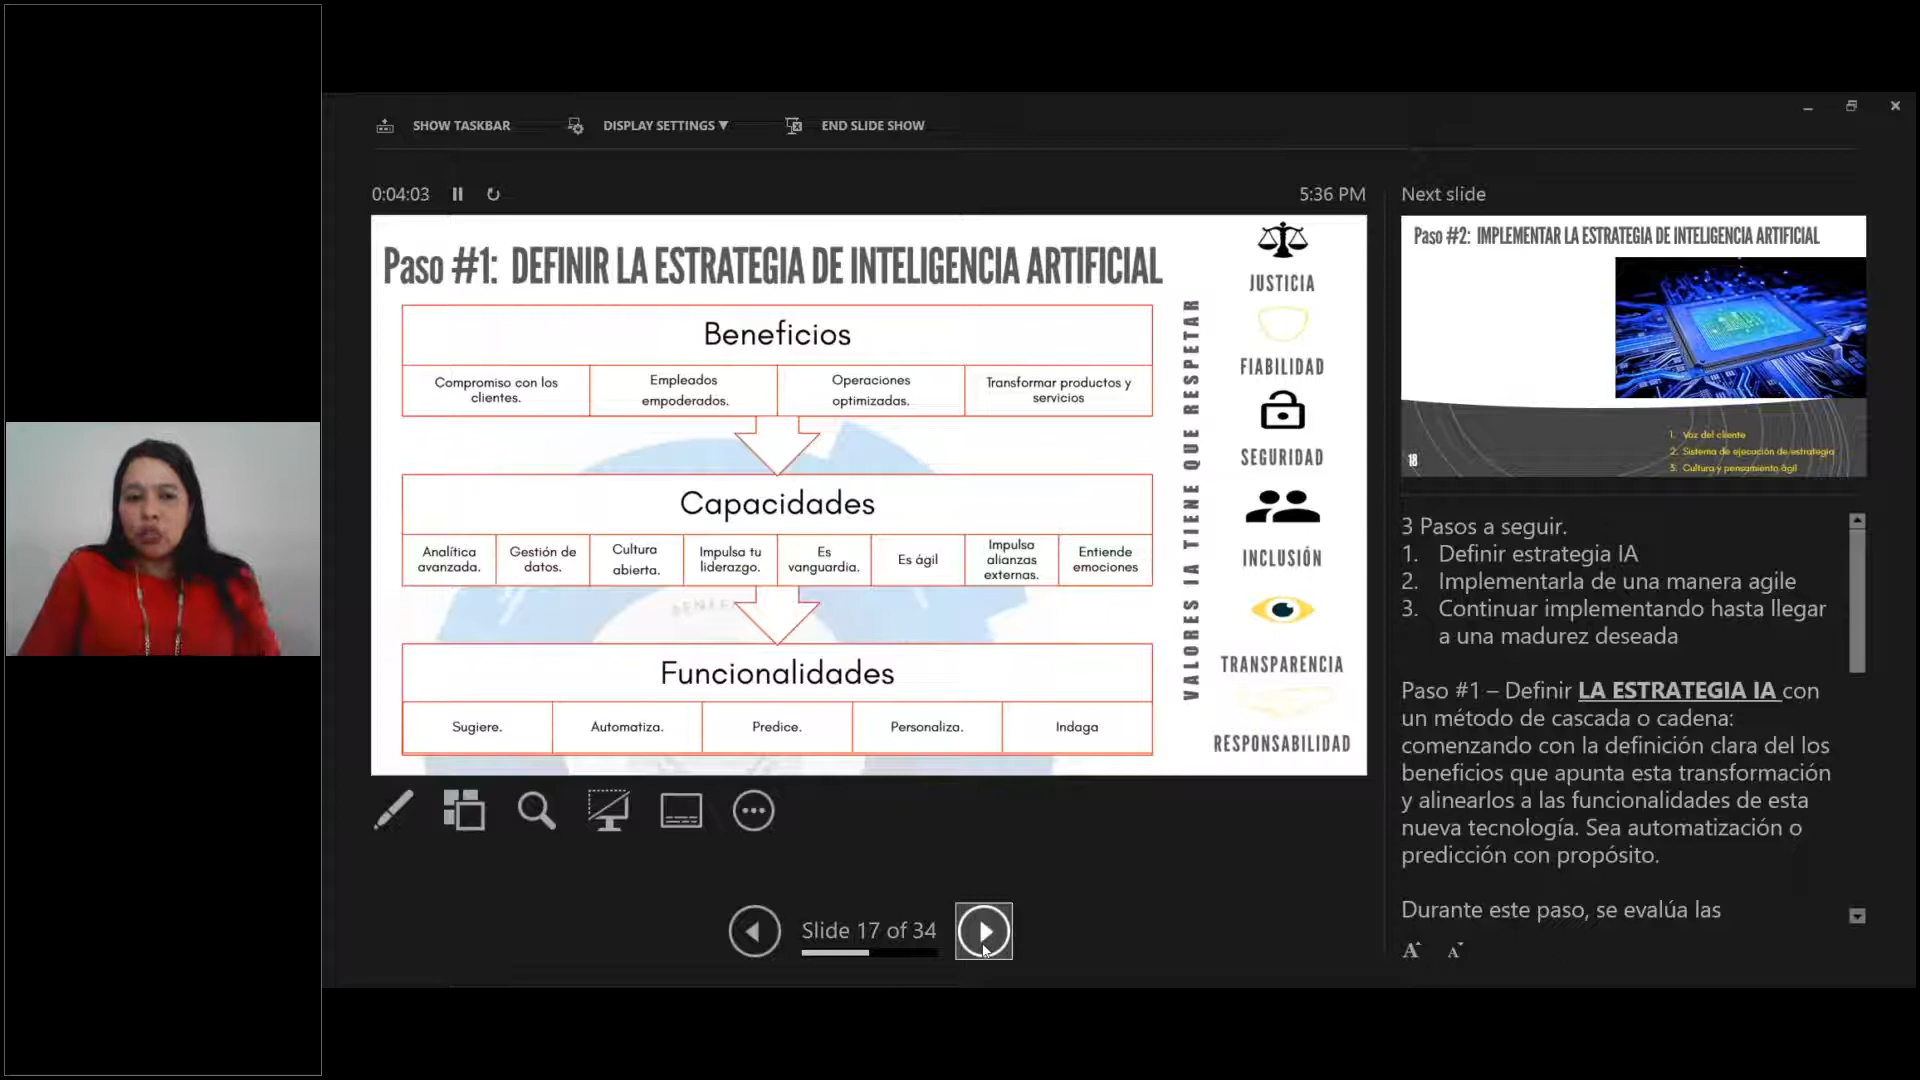 SHOW TASKBAR
DISPLAY SETTINGS ▼
END SLIDE SHOW
0:04:03
5:36 PM
Paso #1: DEFINIR LA ESTRATEGIA DE INTELIGENCIA ARTIFICIAL
Beneficios
Compromiso con los
clientes.
Empleados
empoderados.
Operaciones
optimizadas.
Transformar productos y
servicios
Capacidades
Analítica
avanzada.
Gestión de
datos.
Cultura
abierta.
Impulsa tu
liderazgo.
Es
vanguardia.
Es ágil
Impulsa
alianzas
externas.
Entiende
emociones
Funcionalidades
Sugiere.
Automatiza.
Predice.
Personaliza.
Indaga
VALORES IA TIENE QUE RESPETAR
JUSTICIA
FIABILIDAD
SEGURIDAD
INCLUSIÓN
TRANSPARENCIA
RESPONSABILIDAD
Slide 17 of 34
Next slide
Paso #2: IMPLEMENTAR LA ESTRATEGIA DE INTELIGENCIA ARTIFICIAL
1. Voz del cliente
2. Sistema de ejecución de estrategia
3. Cultura y pensamiento ágil
18
3 Pasos a seguir.
1. Definir estrategia IA
2. Implementarla de una manera agile
3. Continuar implementando hasta llegar
a una madurez deseada
Paso #1 – Definir LA ESTRATEGIA IA con
un método de cascada o cadena:
comenzando con la definición clara del los
beneficios que apunta esta transformación
y alinearlos a las funcionalidades de esta
nueva tecnología. Sea automatización o
predicción con propósito.
Durante este paso, se evalúa las
A A